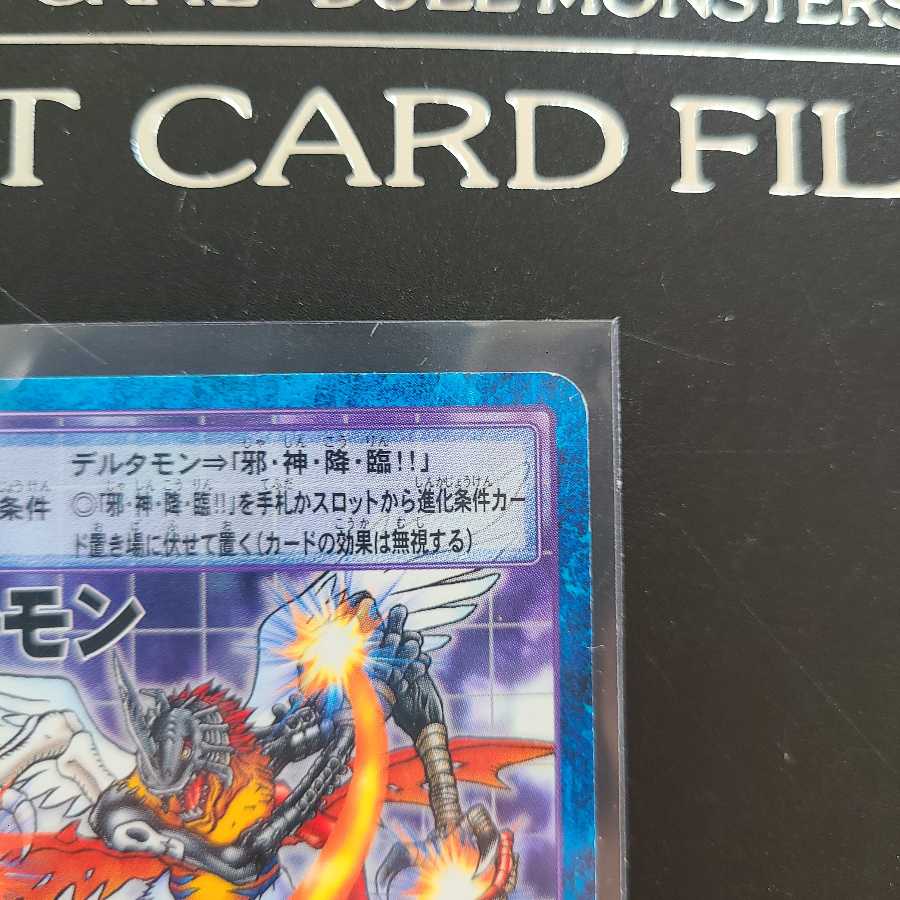 CARD DUEL MONSTERS
T CARD FIL
デルタモン⇒「邪・神・降・臨!!」
条件 ◎「邪・神・降・臨!!」を手札かスロットから進化条件カー
ド置き場に伏せて置く(カードの効果は無視する)
モン